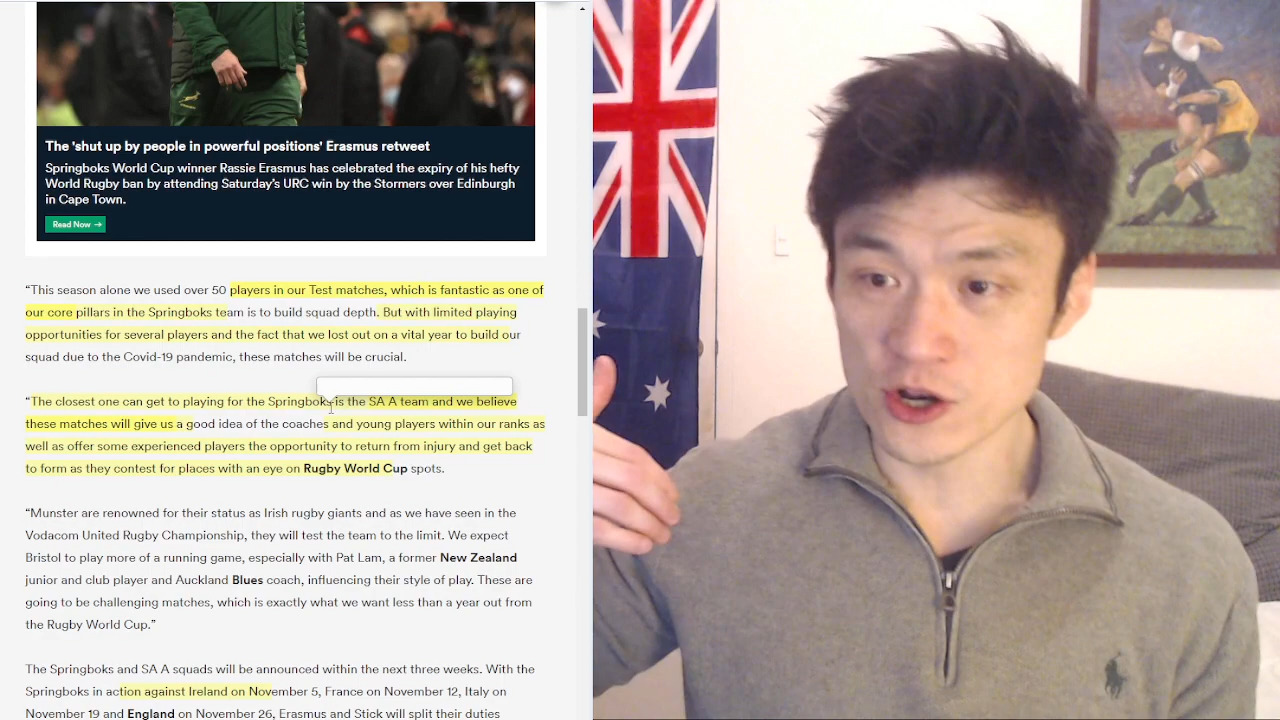 The 'shut up by people in powerful positions' Erasmus retweet
Springboks World Cup winner Rassie Erasmus has celebrated the expiry of his hefty
World Rugby ban by attending Saturday's URC win by the Stormers over Edinburgh
in Cape Town.
Read Now →
“This season alone we used over 50 players in our Test matches, which is fantastic as one of
our core pillars in the Springboks team is to build squad depth. But with limited playing
opportunities for several players and the fact that we lost out on a vital year to build our
squad due to the Covid-19 pandemic, these matches will be crucial.
“The closest one can get to playing for the Springboks is the SA A team and we believe
these matches will give us a good idea of the coaches and young players within our ranks as
well as offer some experienced players the opportunity to return from injury and get back
to form as they contest for places with an eye on Rugby World Cup spots.
“Munster are renowned for their status as Irish rugby giants and as we have seen in the
Vodacom United Rugby Championship, they will test the team to the limit. We expect
Bristol to play more of a running game, especially with Pat Lam, a former New Zealand
junior and club player and Auckland Blues coach, influencing their style of play. These are
going to be challenging matches, which is exactly what we want less than a year out from
the Rugby World Cup.”
The Springboks and SA A squads will be announced within the next three weeks. With the
Springboks in action against Ireland on November 5, France on November 12, Italy on
November 19 and England on November 26, Erasmus and Stick will split their duties